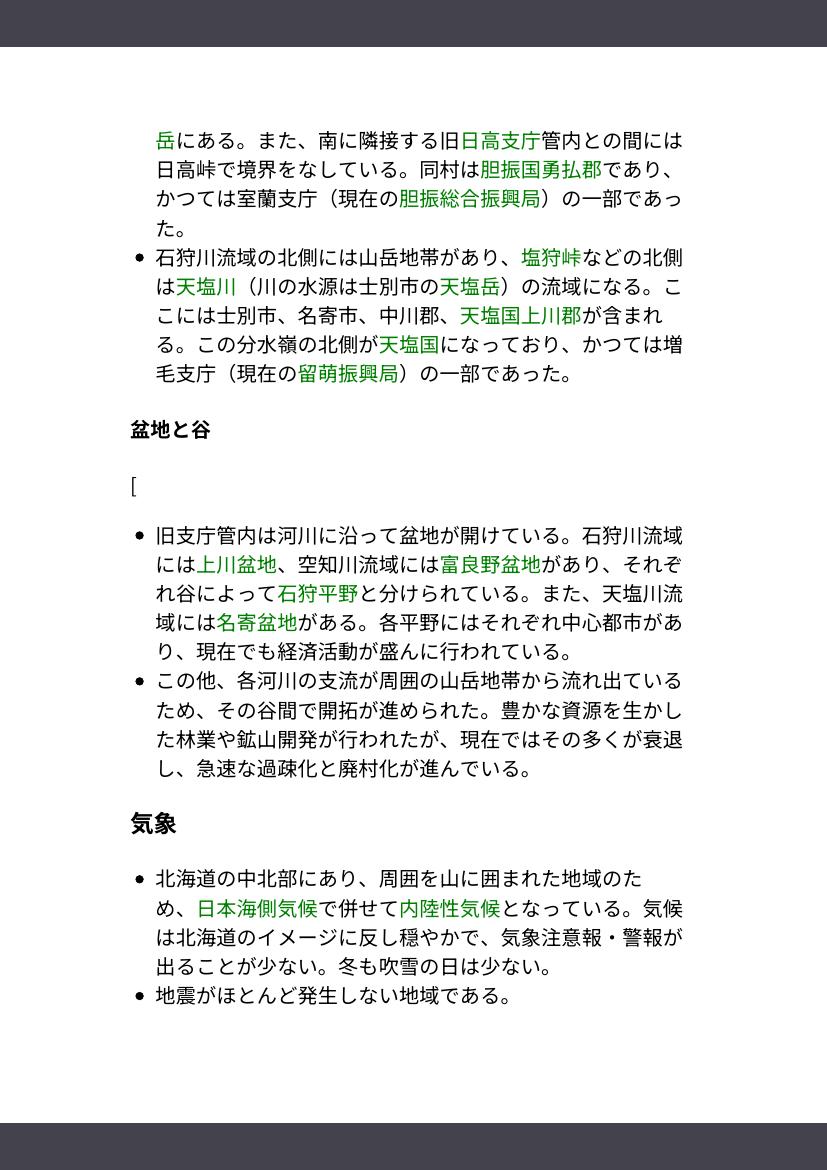 岳にある。また、南に隣接する旧日高支庁管内との間には
日高峠で境界をなしている。同村は胆振国勇払郡であり、
かつては室蘭支庁（現在の胆振総合振興局）の一部であっ
た。
石狩川流域の北側には山岳地帯があり、塩狩峠などの北側
は天塩川（川の水源は士別市の天塩岳）の流域になる。こ
こには士別市、名寄市、中川郡、天塩国上川郡が含まれ
る。この分水嶺の北側が天塩国になっており、かつては増
毛支庁（現在の留萌振興局）の一部であった。
盆地と谷
[
旧支庁管内は河川に沿って盆地が開けている。石狩川流域
には上川盆地、空知川流域には富良野盆地があり、それぞ
れ谷によって石狩平野と分けられている。また、天塩川流
域には名寄盆地がある。各平野にはそれぞれ中心都市があ
り、現在でも経済活動が盛んに行われている。
この他、各河川の支流が周囲の山岳地帯から流れ出ている
ため、その谷間で開拓が進められた。豊かな資源を生かし
た林業や鉱山開発が行われたが、現在ではその多くが衰退
し、急速な過疎化と廃村化が進んでいる。
気象
北海道の中北部にあり、周囲を山に囲まれた地域のた
め、日本海側気候で併せて内陸性気候となっている。気候
は北海道のイメージに反し穏やかで、気象注意報・警報が
出ることが少ない。冬も吹雪の日は少ない。
地震がほとんど発生しない地域である。